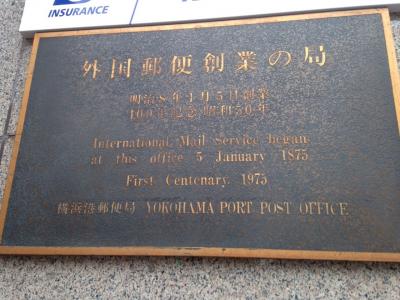 INSURANCE
外国郵便創業の局
明治8年1月5日創業
100年記念 昭和50年
International Mail Service began
at this office 5 January 1875
First Centenary 1975
横浜港郵便局 YOKOHAMA PORT POST OFFICE